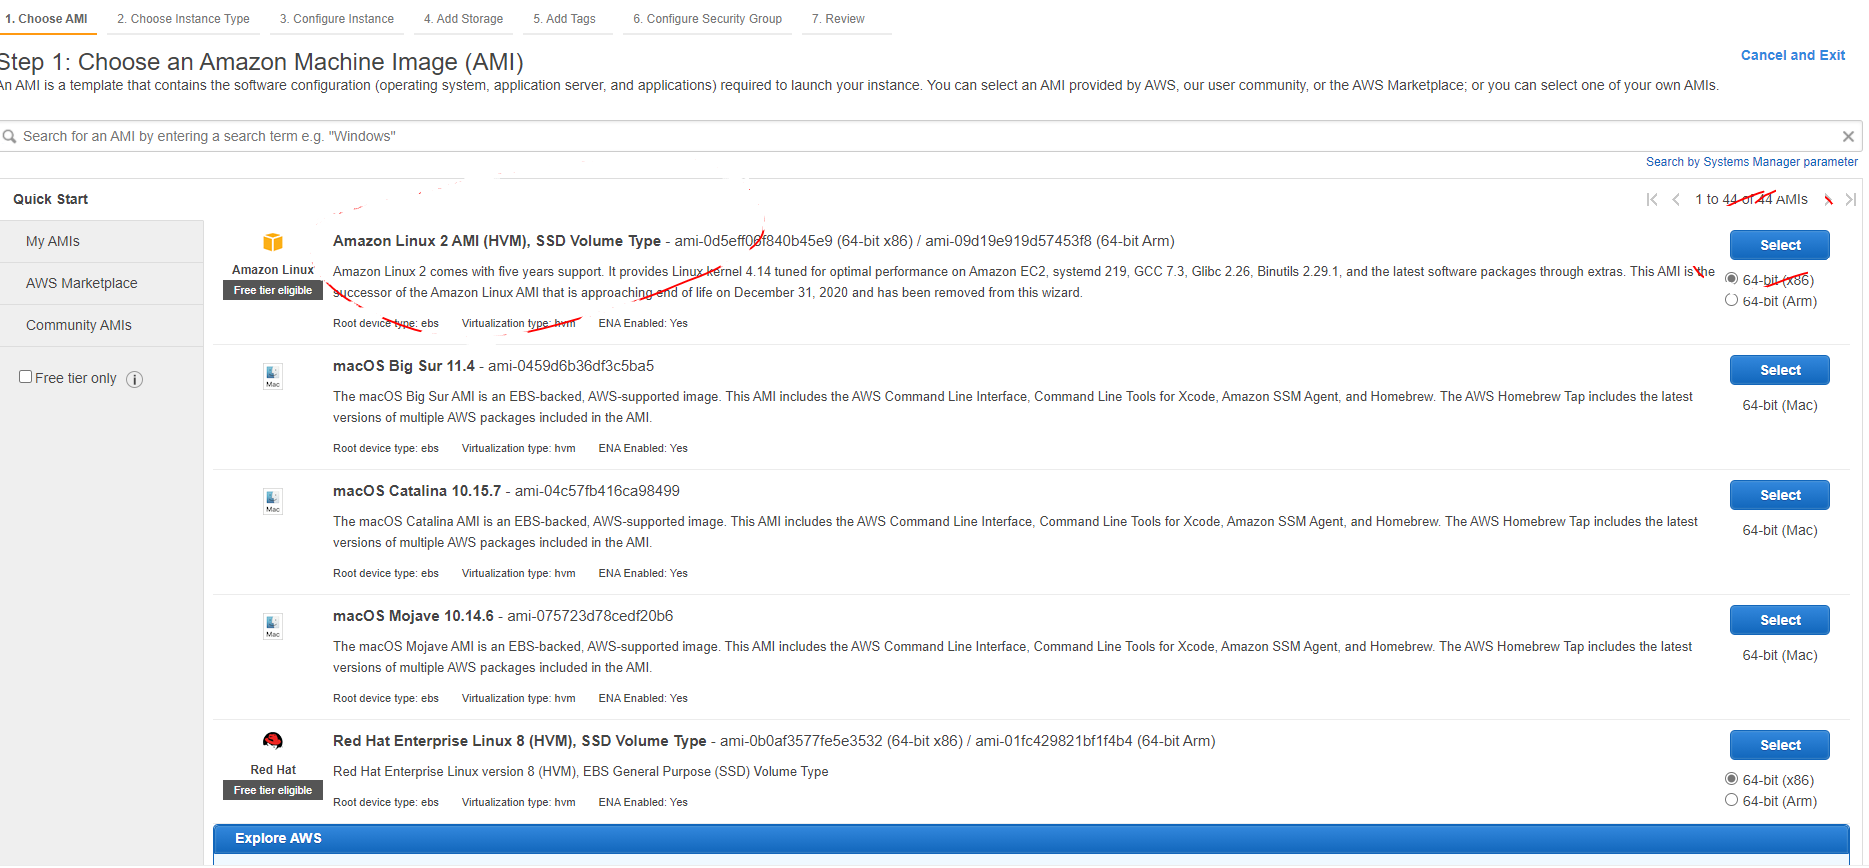 1. Choose AMI 2. Choose Instance Type 3. Configure Instance 4. Add Storage 5. Add Tags 6. Configure Security Group 7. Review
Step 1: Choose an Amazon Machine Image (AMI)
Cancel and Exit
An AMI is a template that contains the software configuration (operating system, application server, and applications) required to launch your instance. You can select an AMI provided by AWS, our user community, or the AWS Marketplace; or you can select one of your own AMIs.
Search for an AMI by entering a search term e.g. "Windows"
Search by Systems Manager parameter
Quick Start
1 to 44 of 44 AMIs
My AMIs
AWS Marketplace
Community AMIs
Free tier only
Amazon Linux
Free tier eligible
Amazon Linux 2 AMI (HVM), SSD Volume Type - ami-0d5eff06f840b45e9 (64-bit x86) / ami-09d19e919d57453f8 (64-bit Arm)
Amazon Linux 2 comes with five years support. It provides Linux kernel 4.14 tuned for optimal performance on Amazon EC2, systemd 219, GCC 7.3, Glibc 2.26, Binutils 2.29.1, and the latest software packages through extras. This AMI is the
successor of the Amazon Linux AMI that is approaching end of life on December 31, 2020 and has been removed from this wizard.
Root device type: ebs Virtualization type: hvm ENA Enabled: Yes
Select
64-bit (x86)
64-bit (Arm)
Mac
macOS Big Sur 11.4 - ami-0459d6b36df3c5ba5
The macOS Big Sur AMI is an EBS-backed, AWS-supported image. This AMI includes the AWS Command Line Interface, Command Line Tools for Xcode, Amazon SSM Agent, and Homebrew. The AWS Homebrew Tap includes the latest
versions of multiple AWS packages included in the AMI.
Root device type: ebs Virtualization type: hvm ENA Enabled: Yes
Select
64-bit (Mac)
Mac
macOS Catalina 10.15.7 - ami-04c57fb416ca98499
The macOS Catalina AMI is an EBS-backed, AWS-supported image. This AMI includes the AWS Command Line Interface, Command Line Tools for Xcode, Amazon SSM Agent, and Homebrew. The AWS Homebrew Tap includes the latest
versions of multiple AWS packages included in the AMI.
Root device type: ebs Virtualization type: hvm ENA Enabled: Yes
Select
64-bit (Mac)
Mac
macOS Mojave 10.14.6 - ami-075723d78cedf20b6
The macOS Mojave AMI is an EBS-backed, AWS-supported image. This AMI includes the AWS Command Line Interface, Command Line Tools for Xcode, Amazon SSM Agent, and Homebrew. The AWS Homebrew Tap includes the latest
versions of multiple AWS packages included in the AMI.
Root device type: ebs Virtualization type: hvm ENA Enabled: Yes
Select
64-bit (Mac)
Red Hat
Free tier eligible
Red Hat Enterprise Linux 8 (HVM), SSD Volume Type - ami-0b0af3577fe5e3532 (64-bit x86) / ami-01fc429821bf1f4b4 (64-bit Arm)
Red Hat Enterprise Linux version 8 (HVM), EBS General Purpose (SSD) Volume Type
Root device type: ebs Virtualization type: hvm ENA Enabled: Yes
Select
64-bit (x86)
64-bit (Arm)
Explore AWS